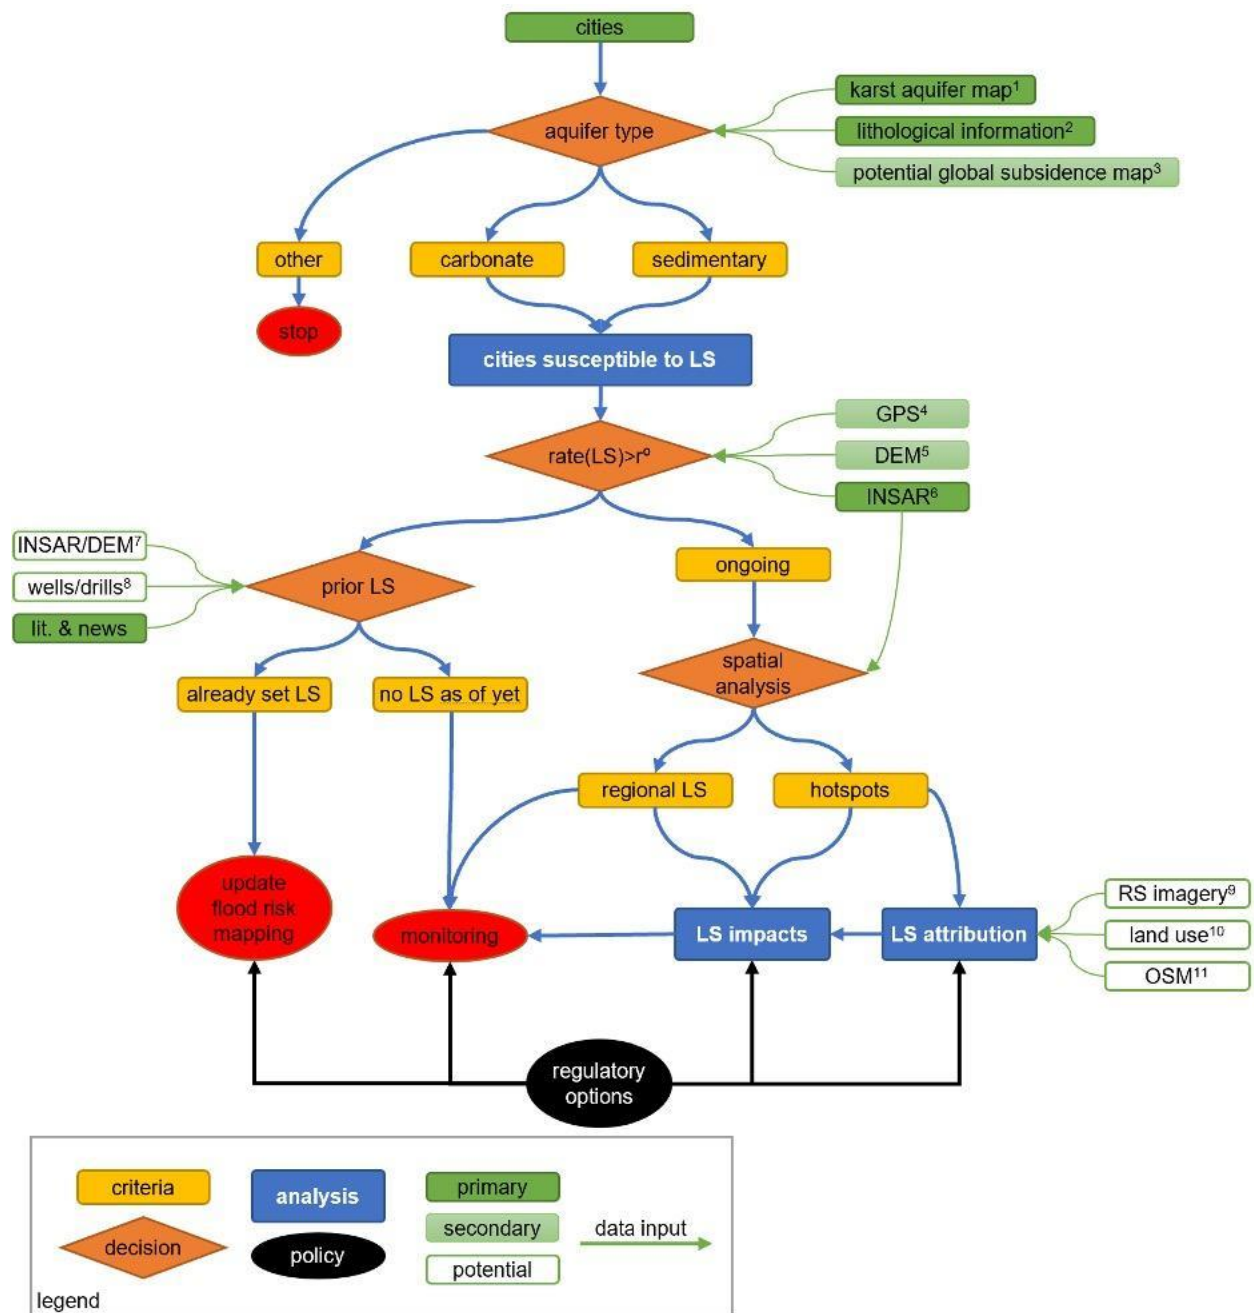 cities
aquifer type
karst aquifer map¹
lithological information²
potential global subsidence map³
other
carbonate
sedimentary
stop
cities susceptible to LS
rate(LS)>rº
GPS⁴
DEM⁵
INSAR⁶
INSAR/DEM⁷
wells/drills⁸
lit. & news
prior LS
ongoing
spatial
analysis
already set LS
no LS as of yet
regional LS
hotspots
update
flood risk
mapping
monitoring
LS impacts
LS attribution
RS imagery⁹
land use¹⁰
OSM¹¹
regulatory
options
criteria
analysis
primary
secondary
potential
data input
decision
policy
legend